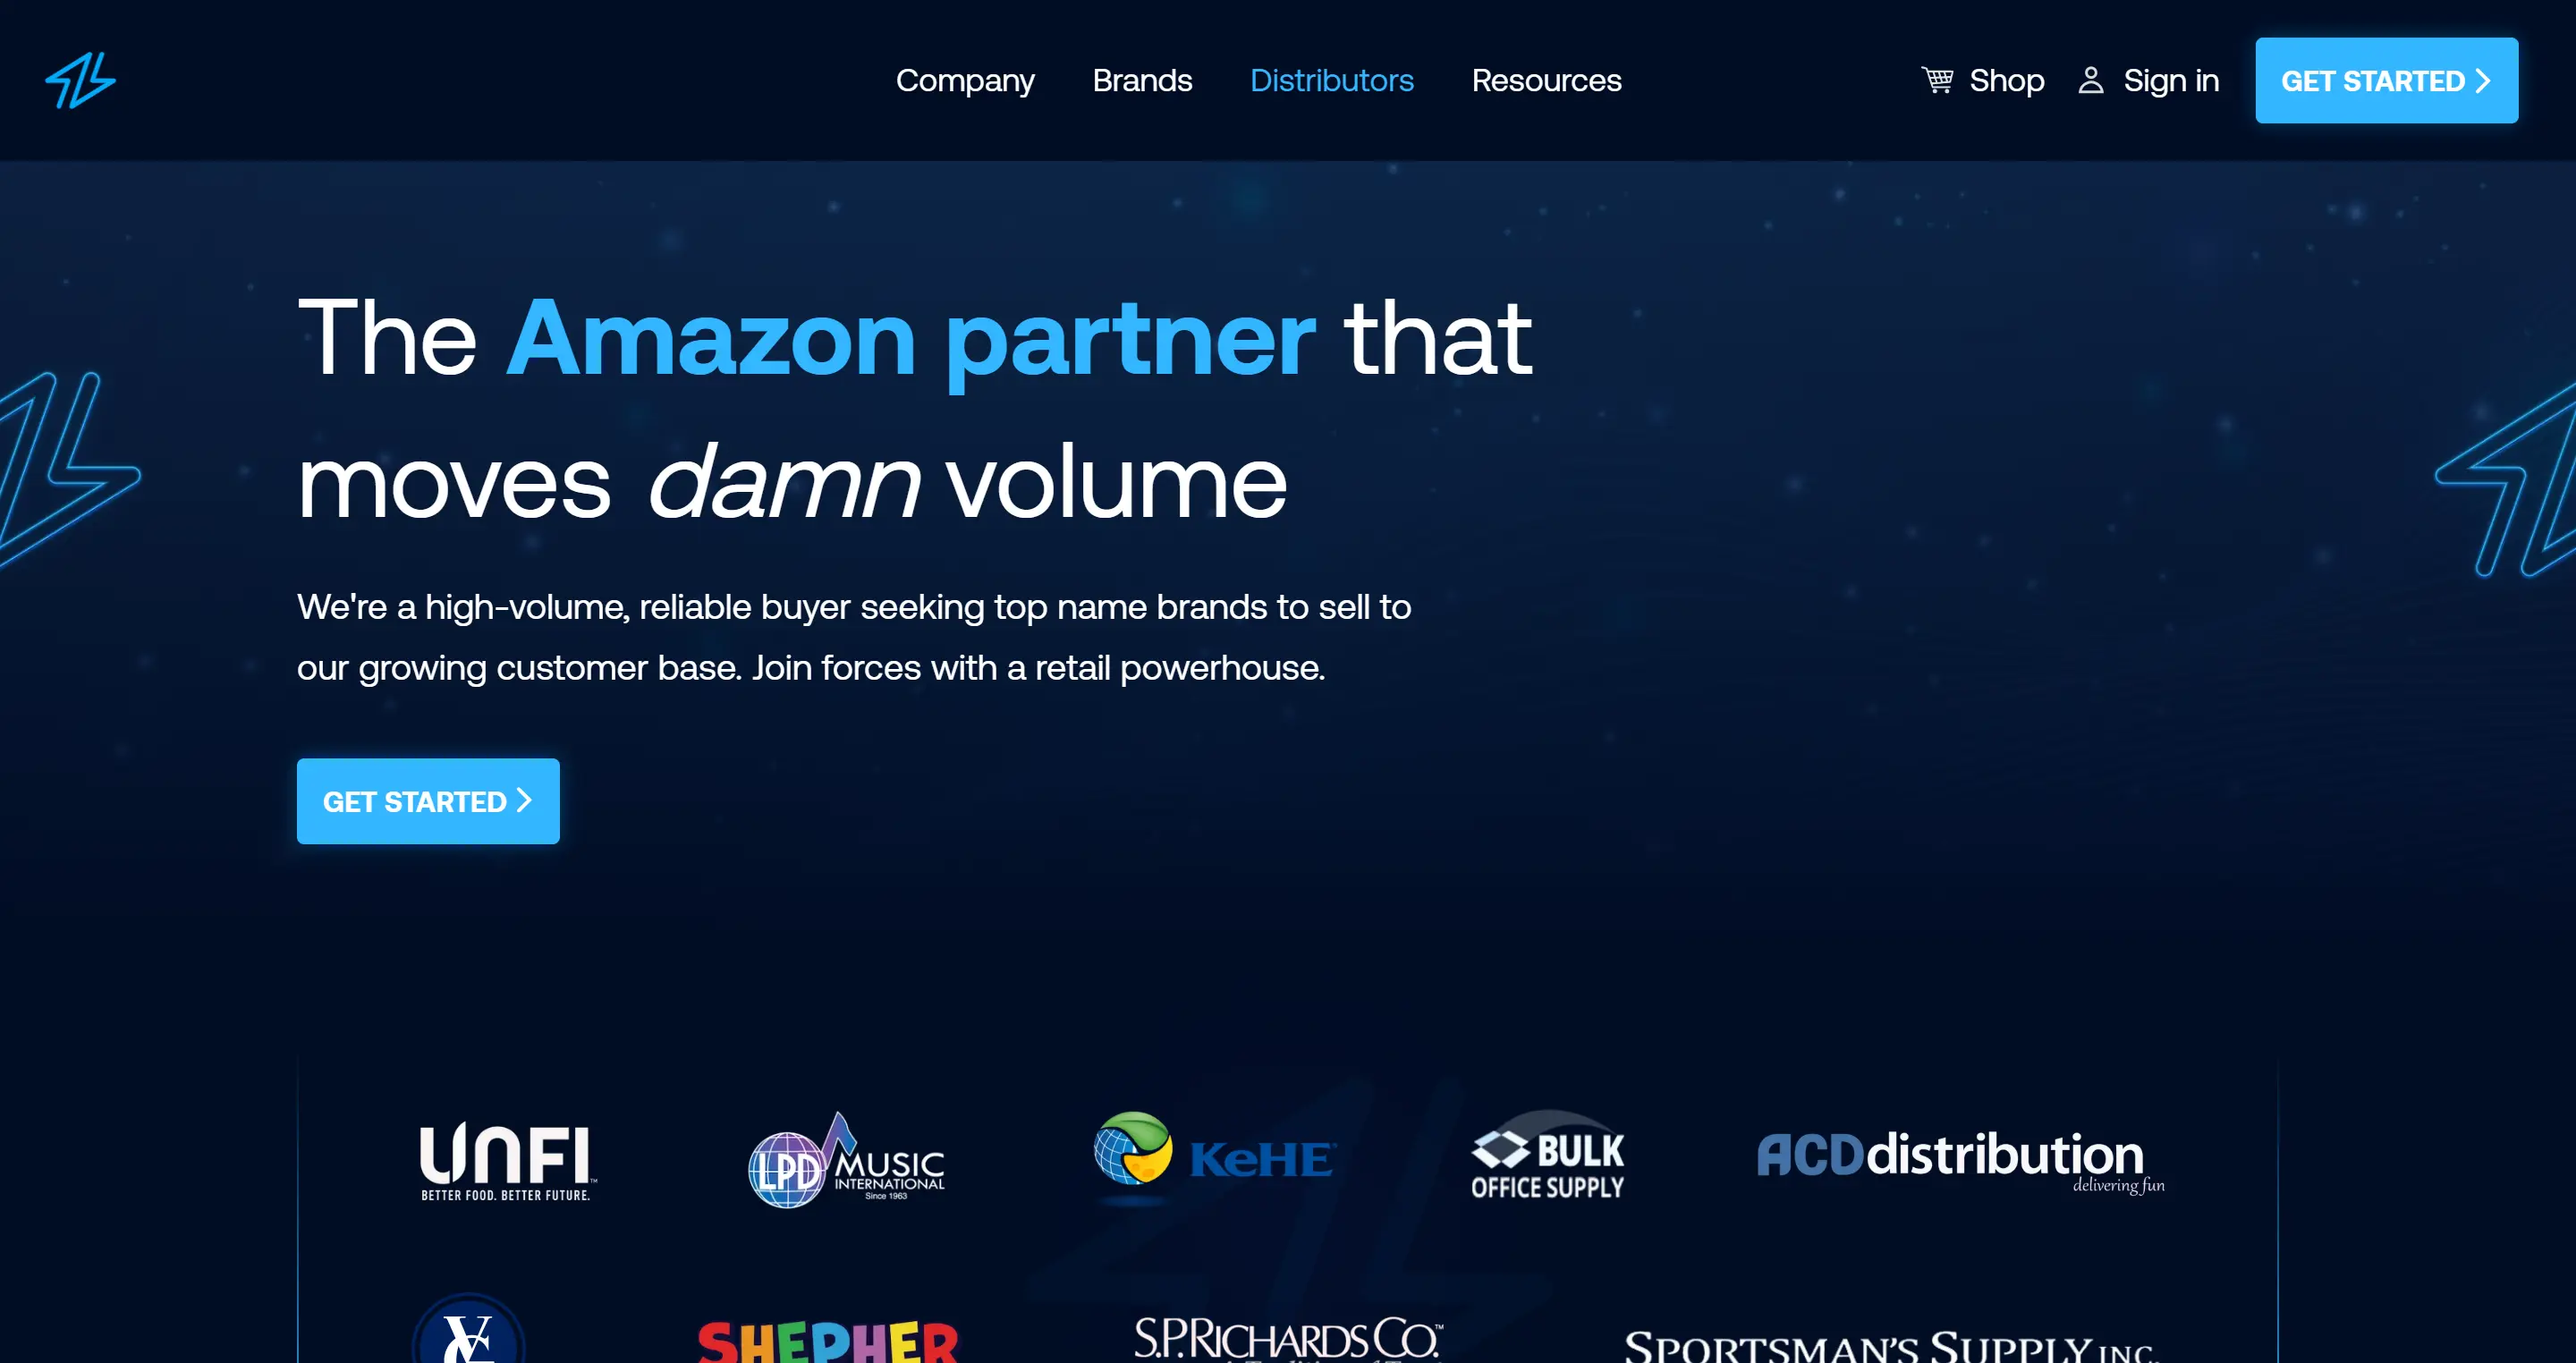 Company Brands Distributors Resources Shop Sign in GET STARTED
The Amazon partner that
moves damn volume
We're a high-volume, reliable buyer seeking top name brands to sell to
our growing customer base. Join forces with a retail powerhouse.
GET STARTED
UNFI™
BETTER FOOD. BETTER FUTURE.
LPD MUSIC
INTERNATIONAL
Since 1963
KeHE®
BULK
OFFICE SUPPLY
ACDdistribution
delivering fun
SHEPHER
S.P. RICHARDS CO.™
SPORTSMAN'S SUPPLY INC.